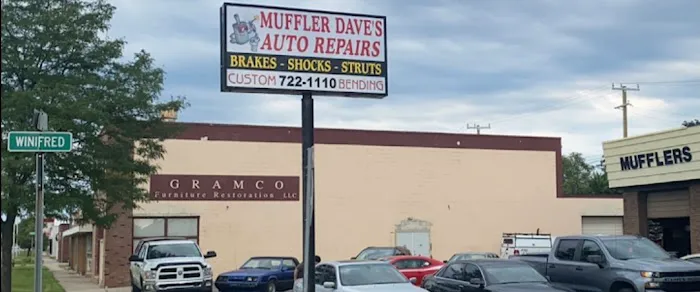 MUFFLER DAVE'S
AUTO REPAIRS
BRAKES - SHOCKS - STRUTS
CUSTOM 722-1110 BENDING
WINIFRED
MUFFLERS
GRAMCO
Furniture Restoration LLC